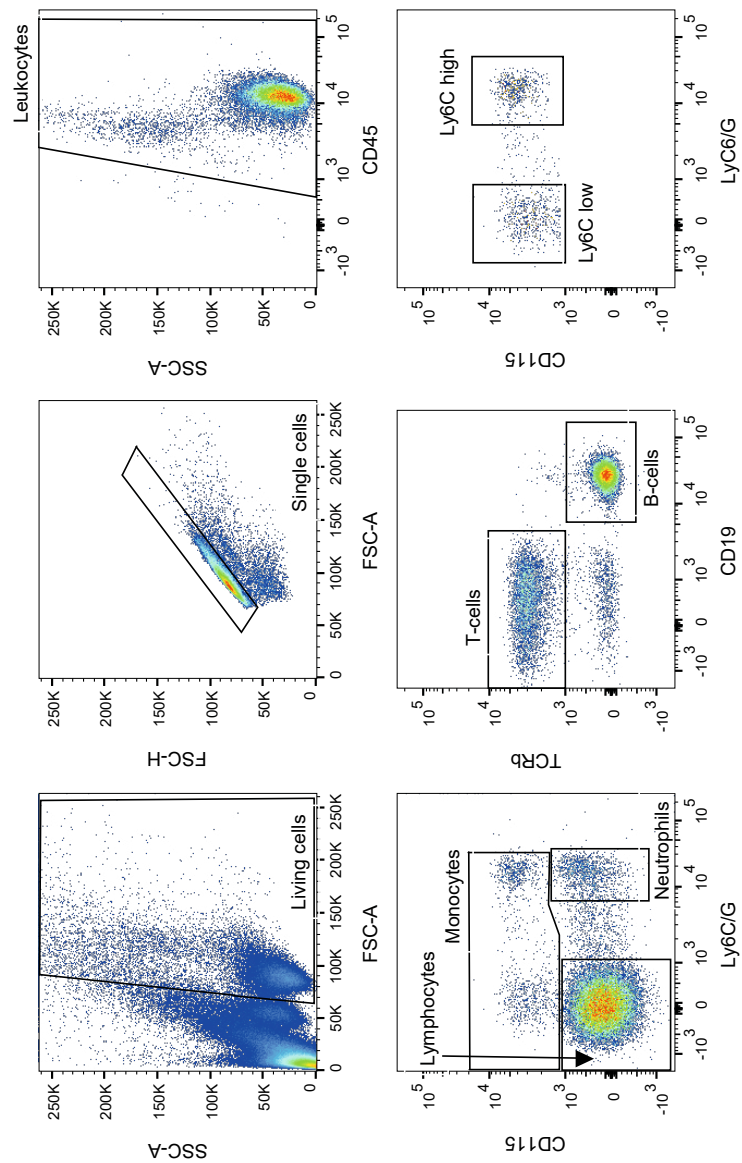 Living cells
SSC-A
250K
200K
150K
100K
50K
0
0
50K
100K
150K
200K
250K
FSC-A
Single cells
FSC-H
250K
200K
150K
100K
50K
0
0
50K
100K
150K
200K
250K
FSC-A
Leukocytes
SSC-A
250K
200K
150K
100K
50K
0
-10³
0
10³
10⁴
10⁵
CD45
Lymphocytes
Monocytes
Neutrophils
CD115
10⁵
10⁴
10³
0
-10³
-10³
0
10³
10⁴
10⁵
Ly6C/G
T-cells
B-cells
TCRb
10⁵
10⁴
10³
0
-10³
-10³
0
10³
10⁴
10⁵
CD19
Ly6C low
Ly6C high
CD115
10⁵
10⁴
10³
0
-10³
-10³
0
10³
10⁴
10⁵
LyC6/G